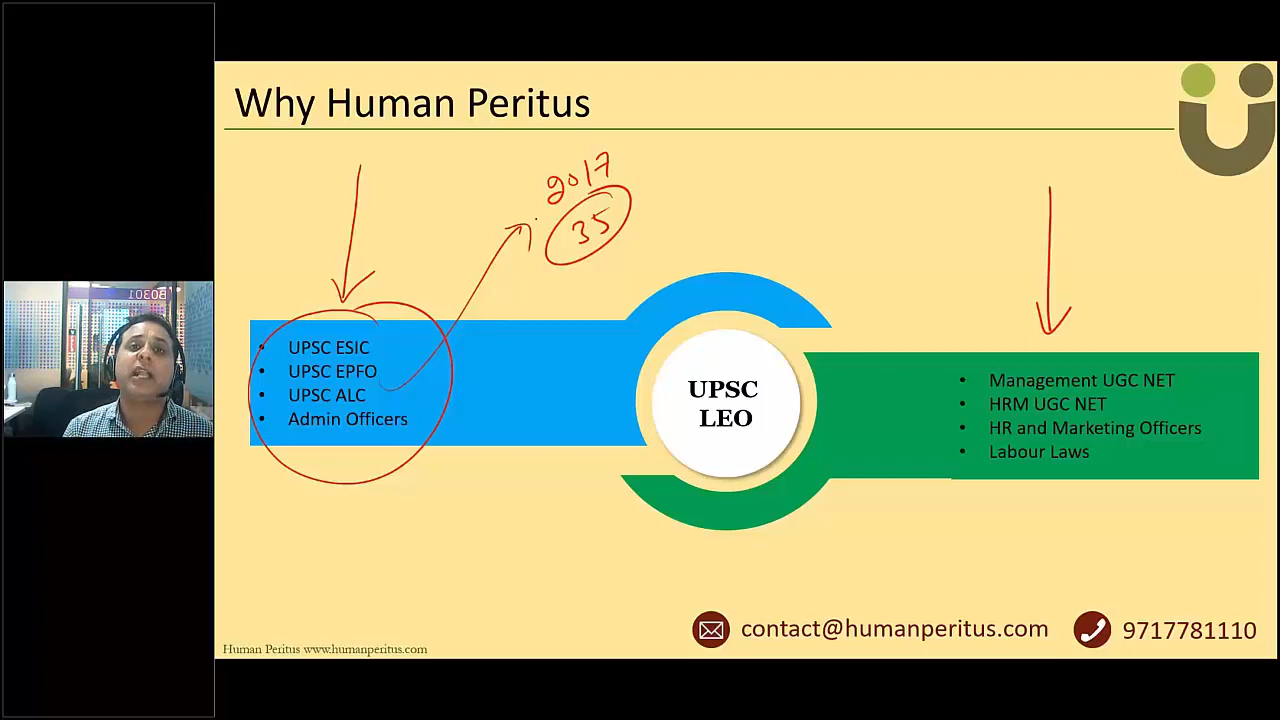 Why Human Peritus
2017
35
UPSC ESIC
UPSC EPFO
UPSC ALC
Admin Officers
UPSC
LEO
Management UGC NET
HRM UGC NET
HR and Marketing Officers
Labour Laws
B0301
contact@humanperitus.com
9717781110
Human Peritus www.humanperitus.com